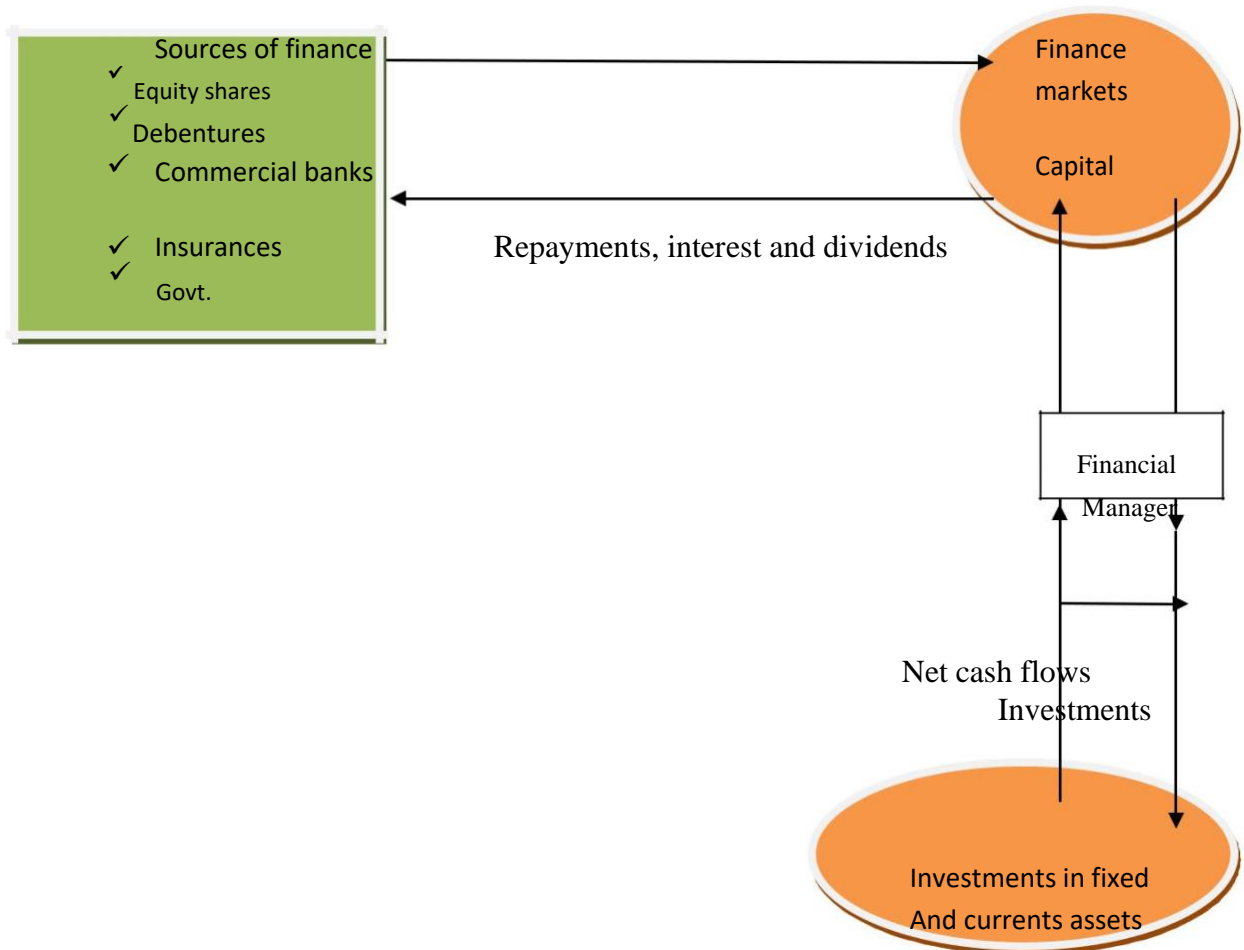 Sources of finance
✓ Equity shares
✓ Debentures
✓ Commercial banks
✓ Insurances
✓ Govt.
Finance
markets
Capital
Repayments, interest and dividends
Financial
Manager
Net cash flows
Investments
Investments in fixed
And currents assets